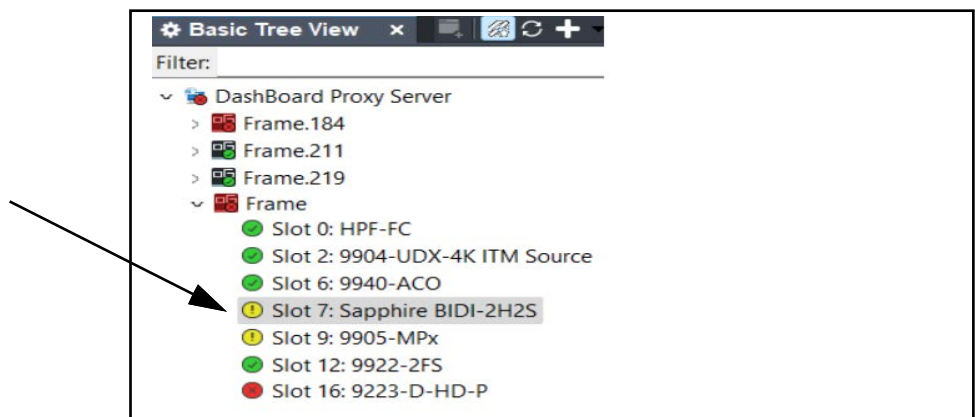 Basic Tree View
Filter:
DashBoard Proxy Server
Frame.184
Frame.211
Frame.219
Frame
Slot 0: HPF-FC
Slot 2: 9904-UDX-4K ITM Source
Slot 6: 9940-ACO
Slot 7: Sapphire BIDI-2H2S
Slot 9: 9905-MPx
Slot 12: 9922-2FS
Slot 16: 9223-D-HD-P